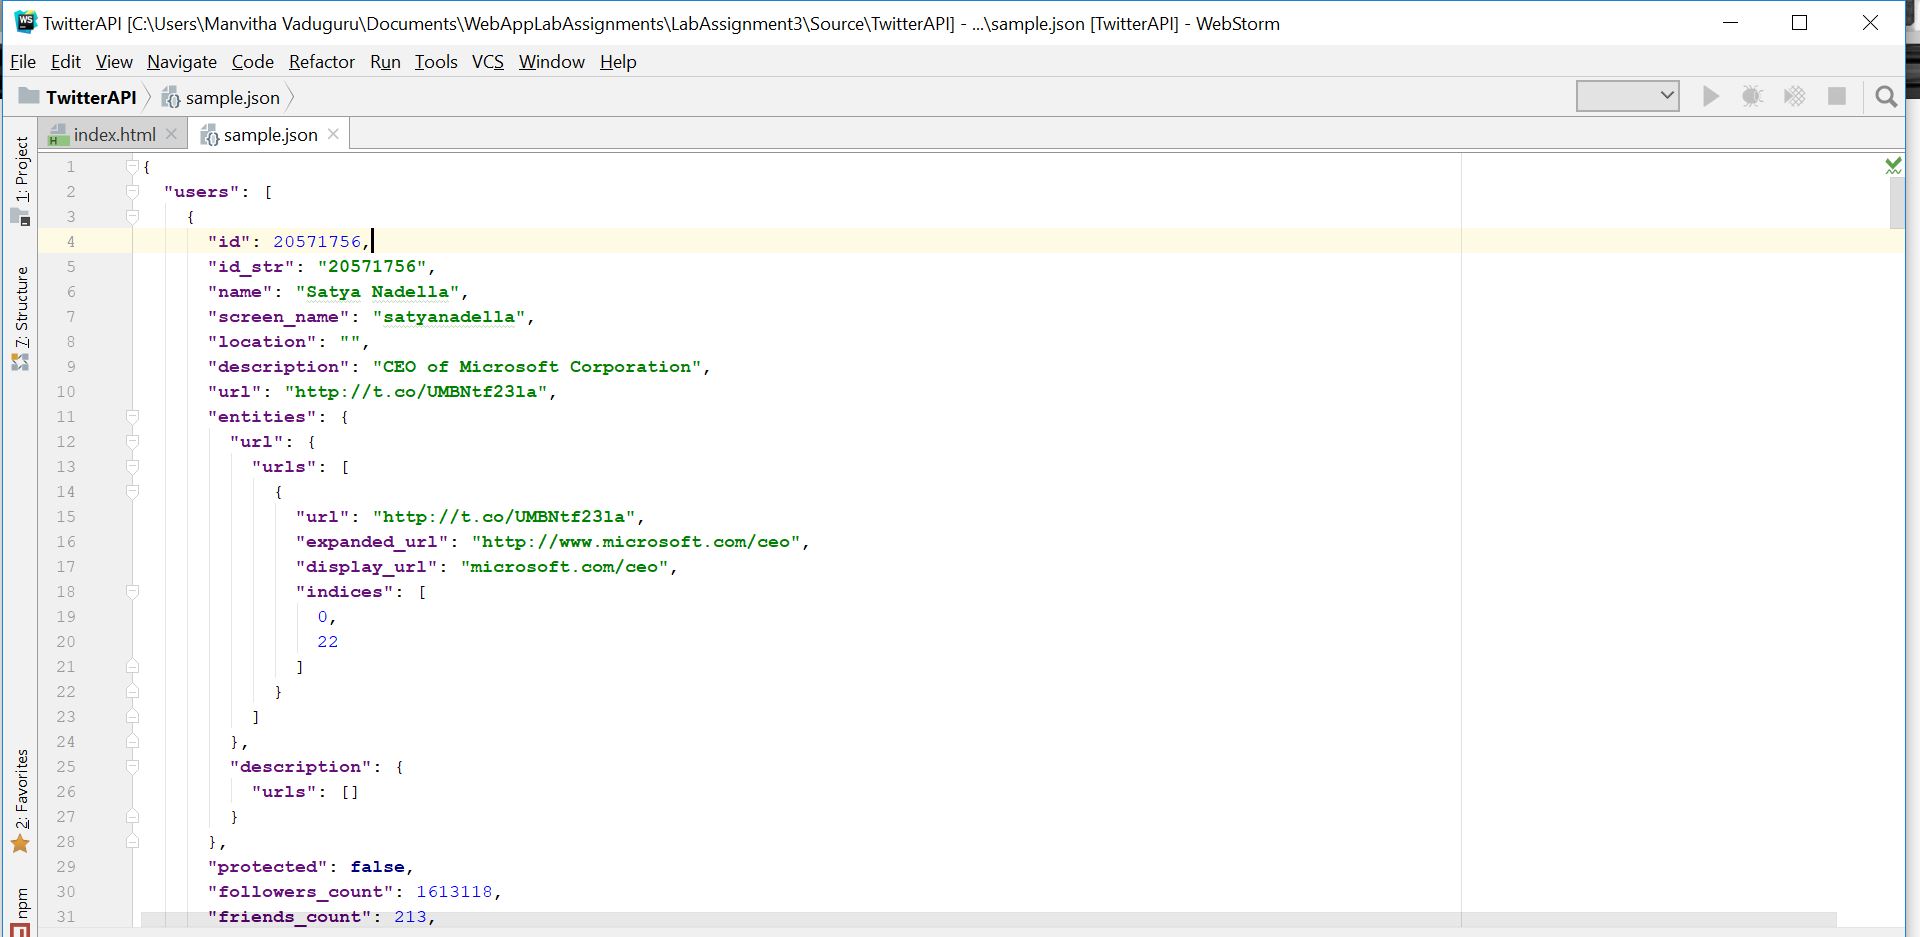 TwitterAPI [C:\Users\Manvitha Vaduguru\Documents\WebAppLabAssignments\LabAssignment3\Source\TwitterAPI] - ...\sample.json [TwitterAPI] - WebStorm
File Edit View Navigate Code Refactor Run Tools VCS Window Help
TwitterAPI sample.json
index.html sample.json
1: Project
7: Structure
2: Favorites
npm
1 {
2 "users": [
3 {
4 "id": 20571756,
5 "id_str": "20571756",
6 "name": "Satya Nadella",
7 "screen_name": "satyanadella",
8 "location": "",
9 "description": "CEO of Microsoft Corporation",
10 "url": "http://t.co/UMBNtf23la",
11 "entities": {
12 "url": {
13 "urls": [
14 {
15 "url": "http://t.co/UMBNtf23la",
16 "expanded_url": "http://www.microsoft.com/ceo",
17 "display_url": "microsoft.com/ceo",
18 "indices": [
19 0,
20 22
21 ]
22 }
23 ]
24 },
25 "description": {
26 "urls": []
27 }
28 },
29 "protected": false,
30 "followers_count": 1613118,
31 "friends_count": 213,